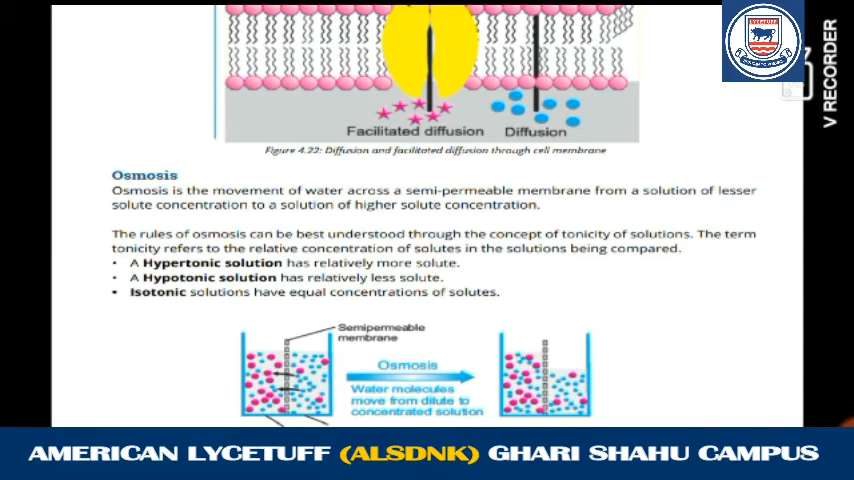 LYCETUFF
V RECORDER
Facilitated diffusion
Diffusion
Figure 4.22: Diffusion and facilitated diffusion through cell membrane
Osmosis
Osmosis is the movement of water across a semi-permeable membrane from a solution of lesser
solute concentration to a solution of higher solute concentration.
The rules of osmosis can be best understood through the concept of tonicity of solutions. The term
tonicity refers to the relative concentration of solutes in the solutions being compared.
• A Hypertonic solution has relatively more solute.
• A Hypotonic solution has relatively less solute.
• Isotonic solutions have equal concentrations of solutes.
Semipermeable
membrane
Osmosis
Water molecules
move from dilute to
concentrated solution
AMERICAN LYCETUFF (ALSDNK) GHARI SHAHU CAMPUS